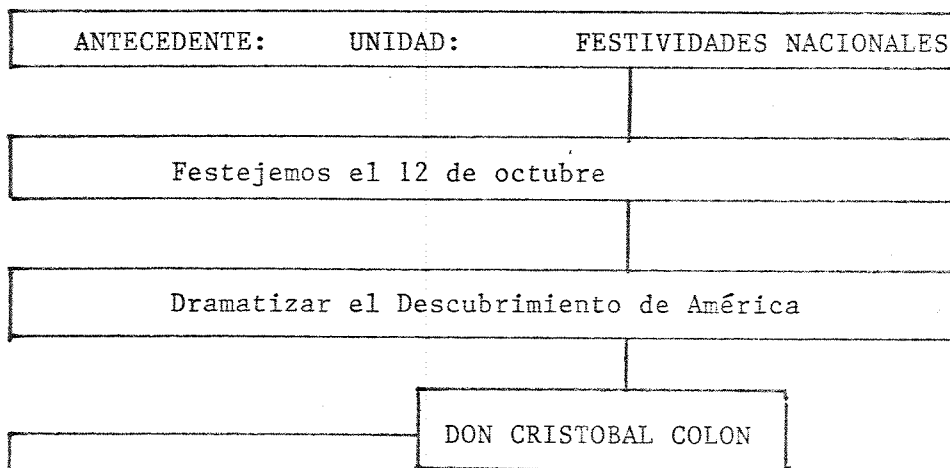 ANTECEDENTE: UNIDAD: FESTIVIDADES NACIONALES
Festejemos el 12 de octubre
Dramatizar el Descubrimiento de América
DON CRISTOBAL COLON